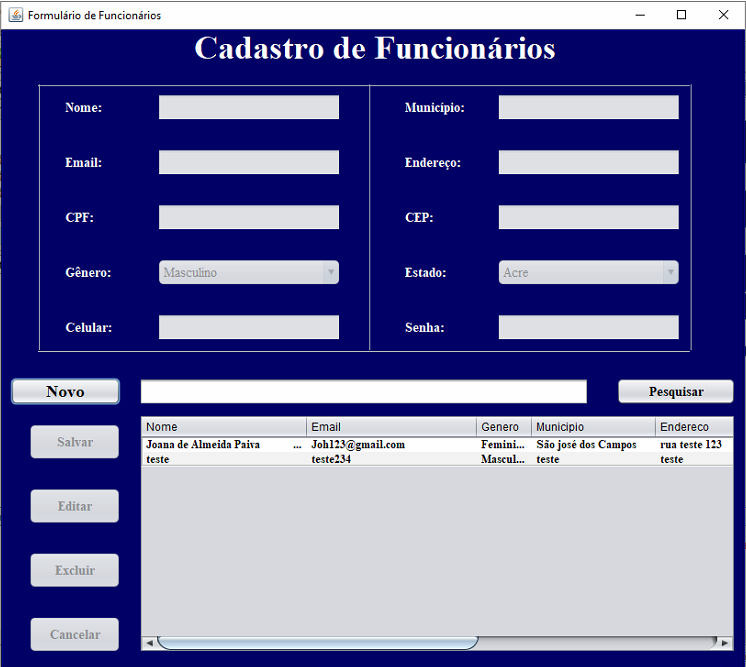 Formulário de Funcionários
Cadastro de Funcionários
Nome: Município:
Email: Endereço:
CPF: CEP:
Gênero: Masculino Estado: Acre
Celular: Senha:
Novo Pesquisar
Salvar
Editar
Excluir
Cancelar
Nome Email Genero Municipio Endereco
Joana de Almeida Paiva ... Joh123@gmail.com Femini... São josé dos Campos rua teste 123
teste teste234 Mascul... teste teste